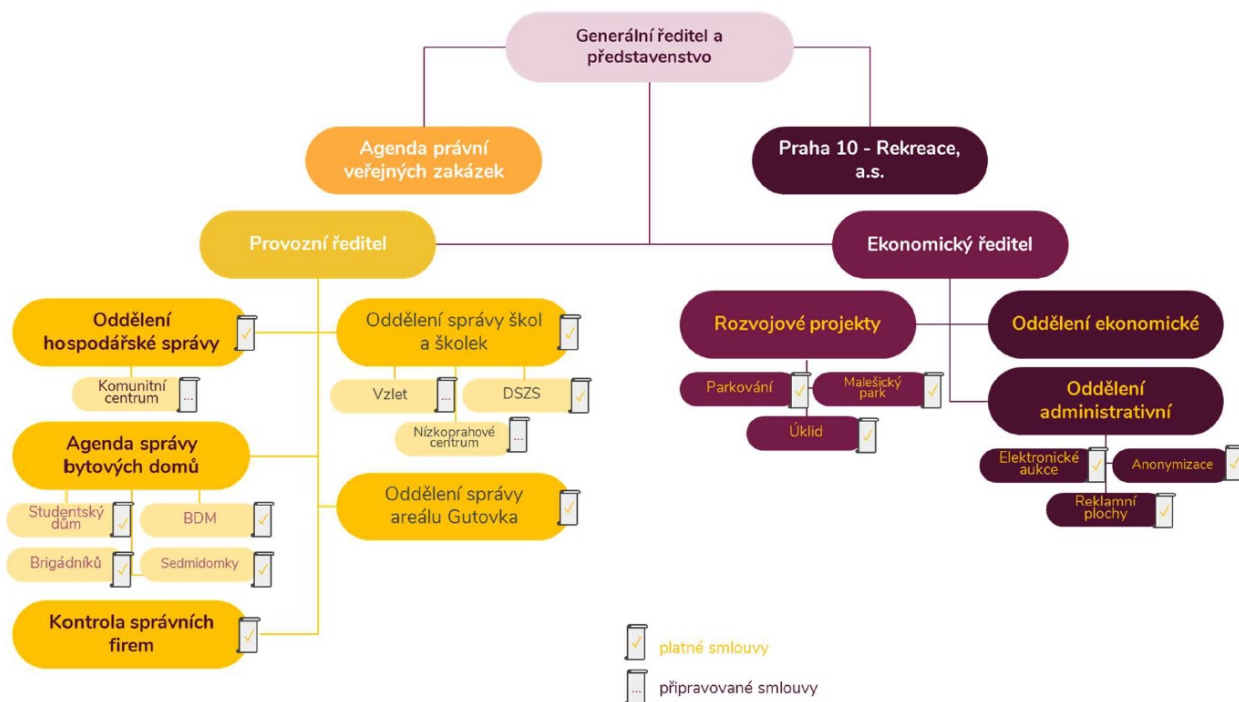 Generální ředitel a
představenstvo
Agenda právní
veřejných zakázek
Praha 10 - Rekreace,
a.s.
Provozní ředitel
Ekonomický ředitel
Oddělení
hospodářské správy
Komunitní
centrum
...
Oddělení správy škol
a školek
Vzlet
...
DSZS
Nízkoprahové
centrum
...
Agenda správy
bytových domů
Studentský
dům
BDM
Brigádníků
Sedmidomky
Oddělení správy
areálu Gutovka
Kontrola správních
firem
Rozvojové projekty
Parkování
Malešický
park
Úklid
Oddělení ekonomické
Oddělení
administrativní
Elektronické
aukce
Anonymizace
Reklamní
plochy
platné smlouvy
...
připravované smlouvy